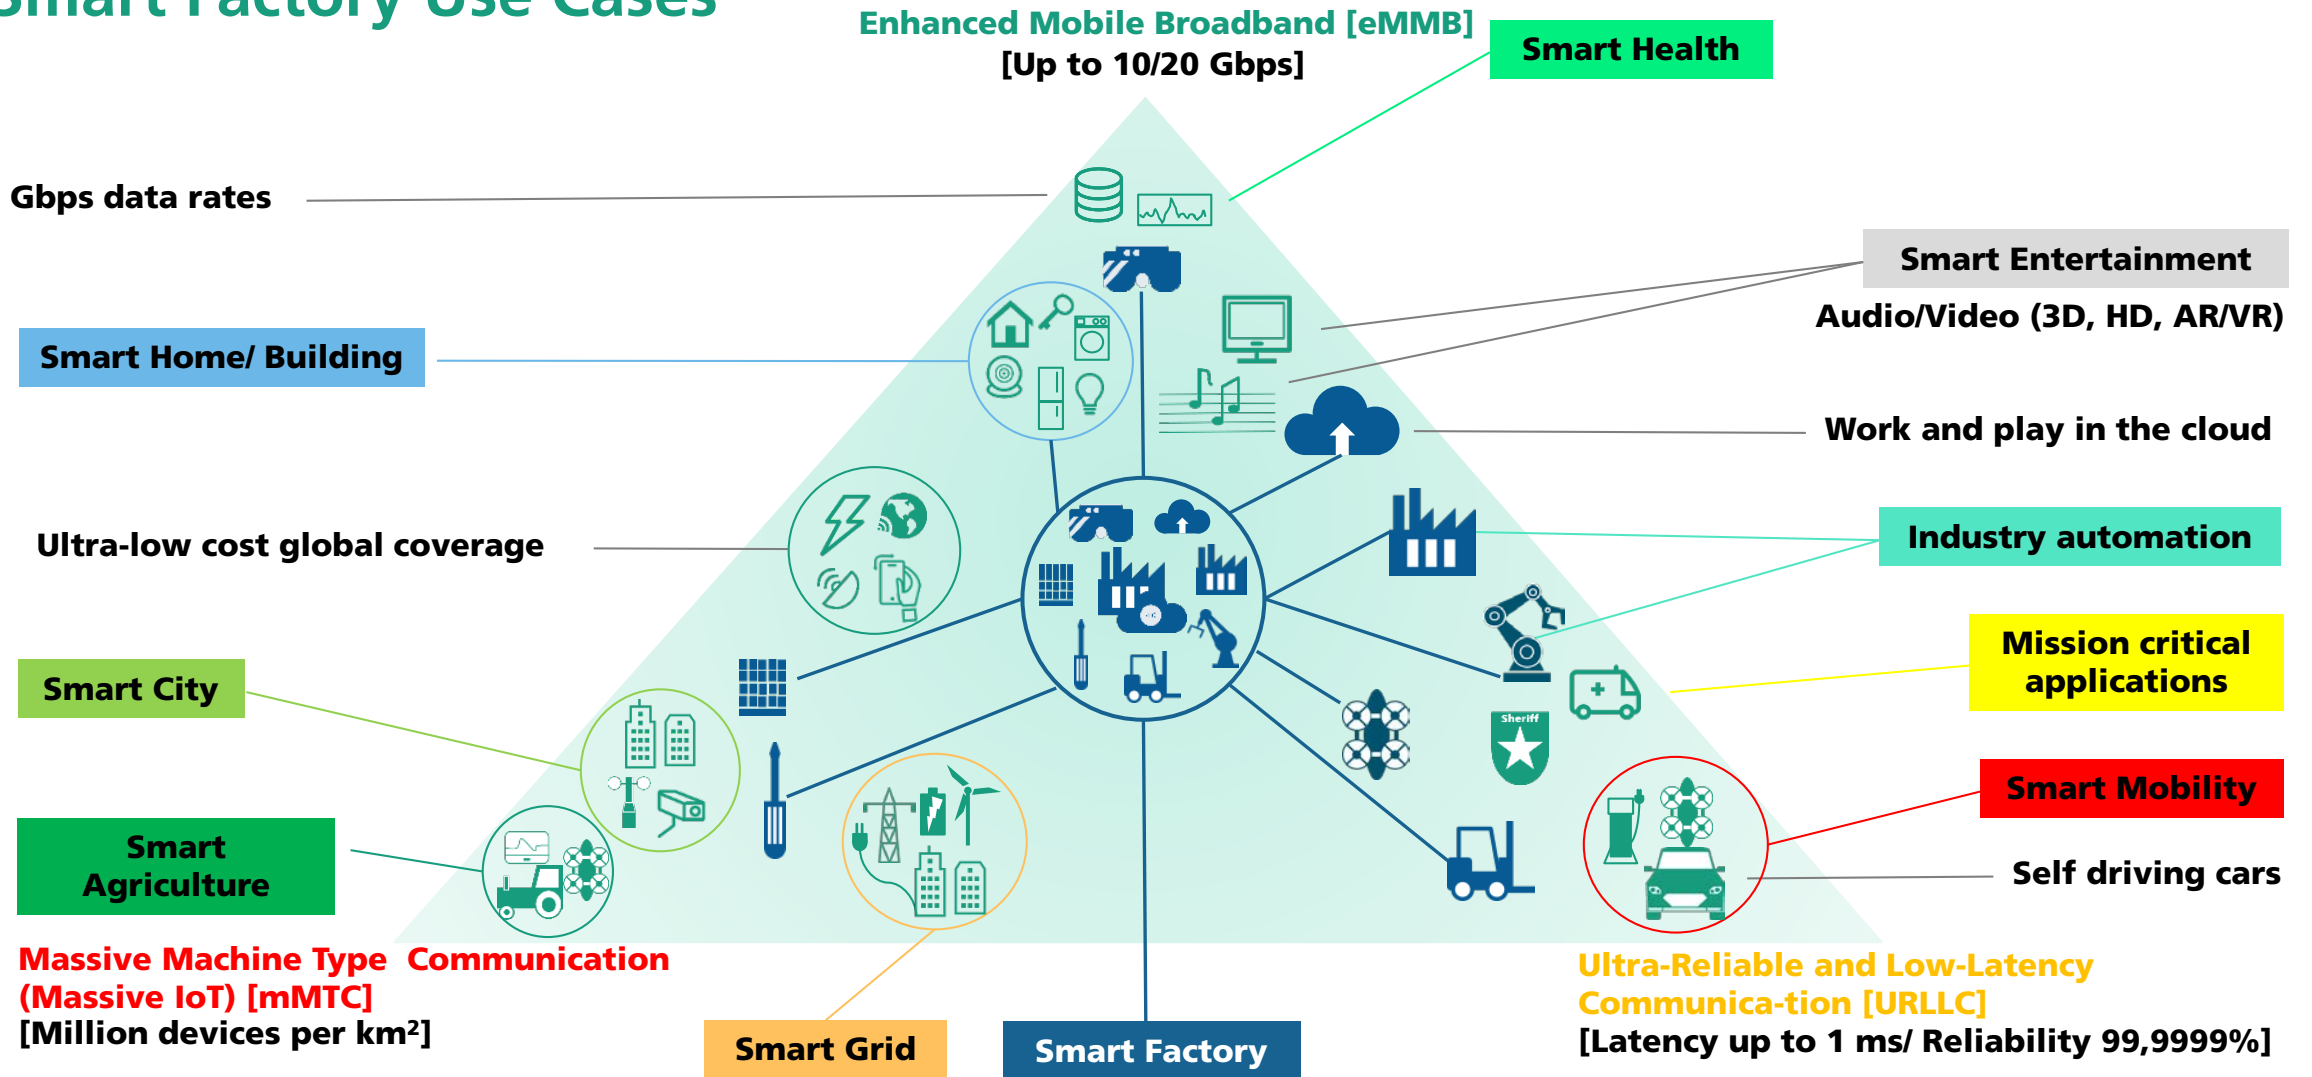 Smart Factory Use Cases
Enhanced Mobile Broadband [eMMB]
[Up to 10/20 Gbps]
Smart Health
Gbps data rates
Smart Entertainment
Audio/Video (3D, HD, AR/VR)
Smart Home/ Building
Work and play in the cloud
Ultra-low cost global coverage
Industry automation
Mission critical
applications
Smart City
Sheriff
Smart Mobility
Smart
Agriculture
Self driving cars
Massive Machine Type  Communication
(Massive IoT) [mMTC]
[Million devices per km²]
Ultra-Reliable and Low-Latency
Communica-tion [URLLC]
[Latency up to 1 ms/ Reliability 99,9999%]
Smart Grid
Smart Factory